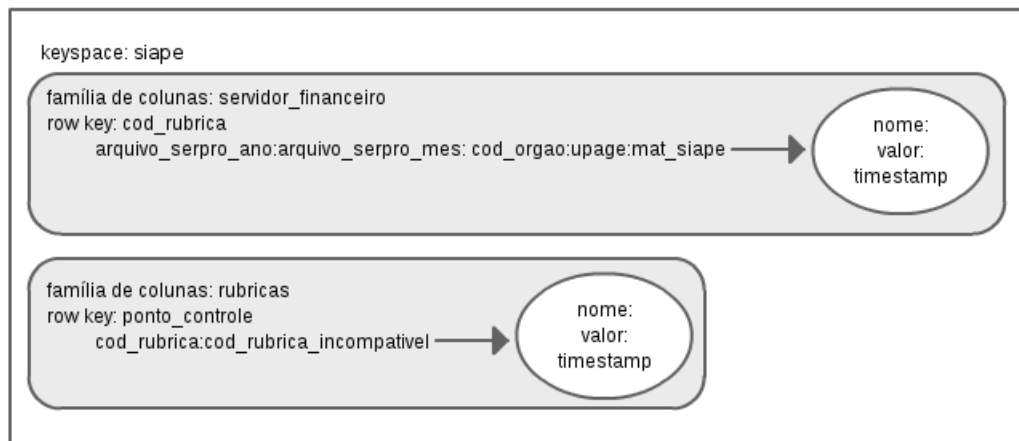 keyspace: siape
família de colunas: servidor_financeiro
row key: cod_rubrica
arquivo_serpro_ano:arquivo_serpro_mes: cod_orgao:upage:mat_siape
nome:
valor:
timestamp
família de colunas: rubricas
row key: ponto_controle
cod_rubrica:cod_rubrica_incompativel
nome:
valor:
timestamp